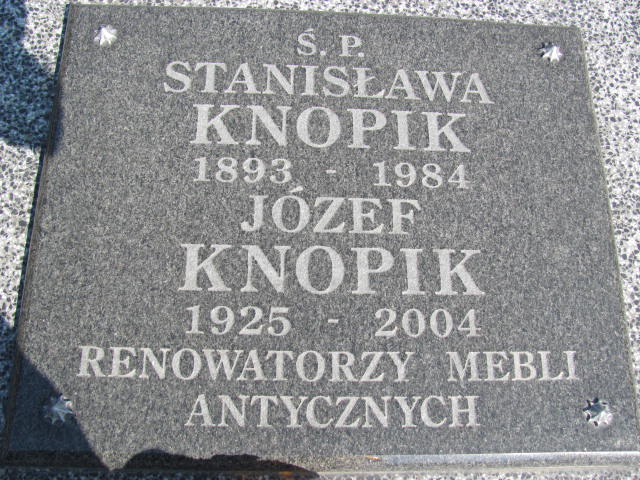 Ś. P.
STANISŁAWA
KNOPIK
1893 - 1984
JÓZEF
KNOPIK
1925 - 2004
RENOWATORZY MEBLI
ANTYCZNYCH